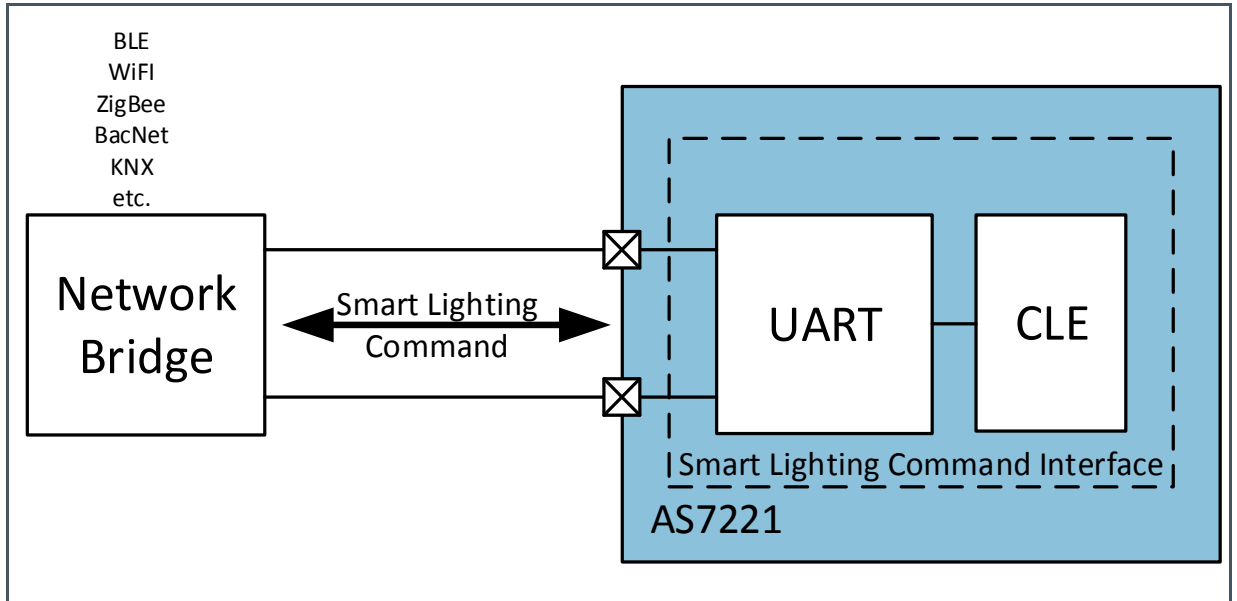 BLE
WiFI
ZigBee
BacNet
KNX
etc.
Network
Bridge
Smart Lighting
Command
UART
CLE
Smart Lighting Command Interface
AS7221